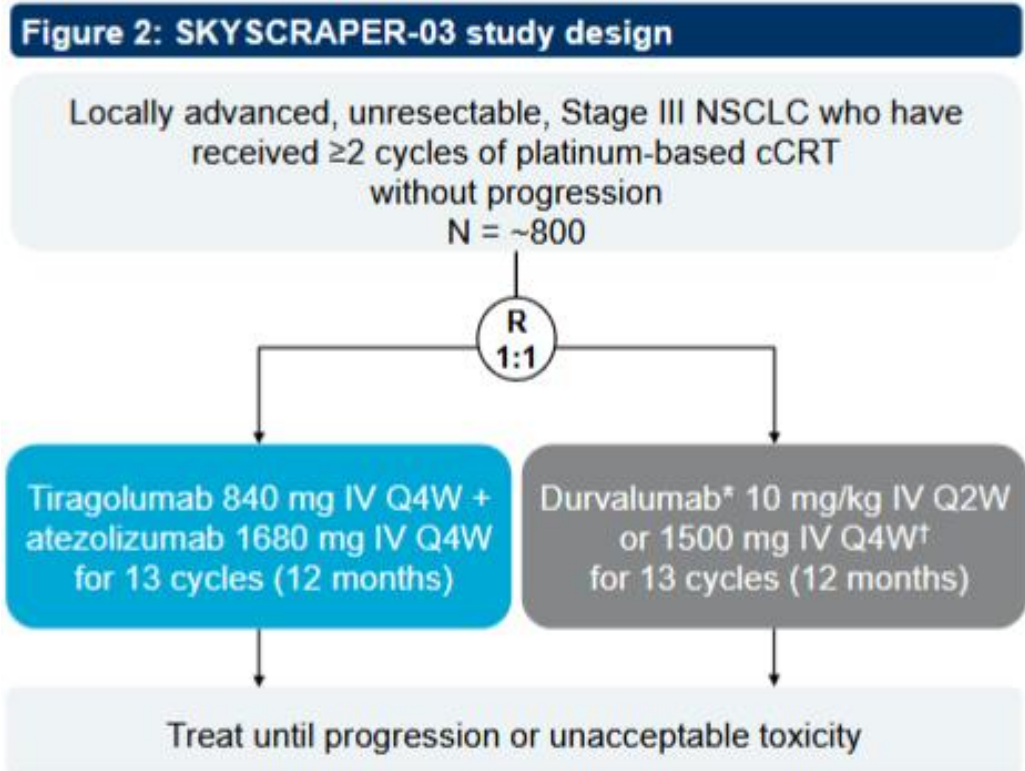 Figure 2: SKYSCRAPER-03 study design
Locally advanced, unresectable, Stage III NSCLC who have
received ≥2 cycles of platinum-based cCRT
without progression
N = ~800
R
1:1
Tiragolumab 840 mg IV Q4W +
atezolizumab 1680 mg IV Q4W
for 13 cycles (12 months)
Durvalumab* 10 mg/kg IV Q2W
or 1500 mg IV Q4W†
for 13 cycles (12 months)
Treat until progression or unacceptable toxicity